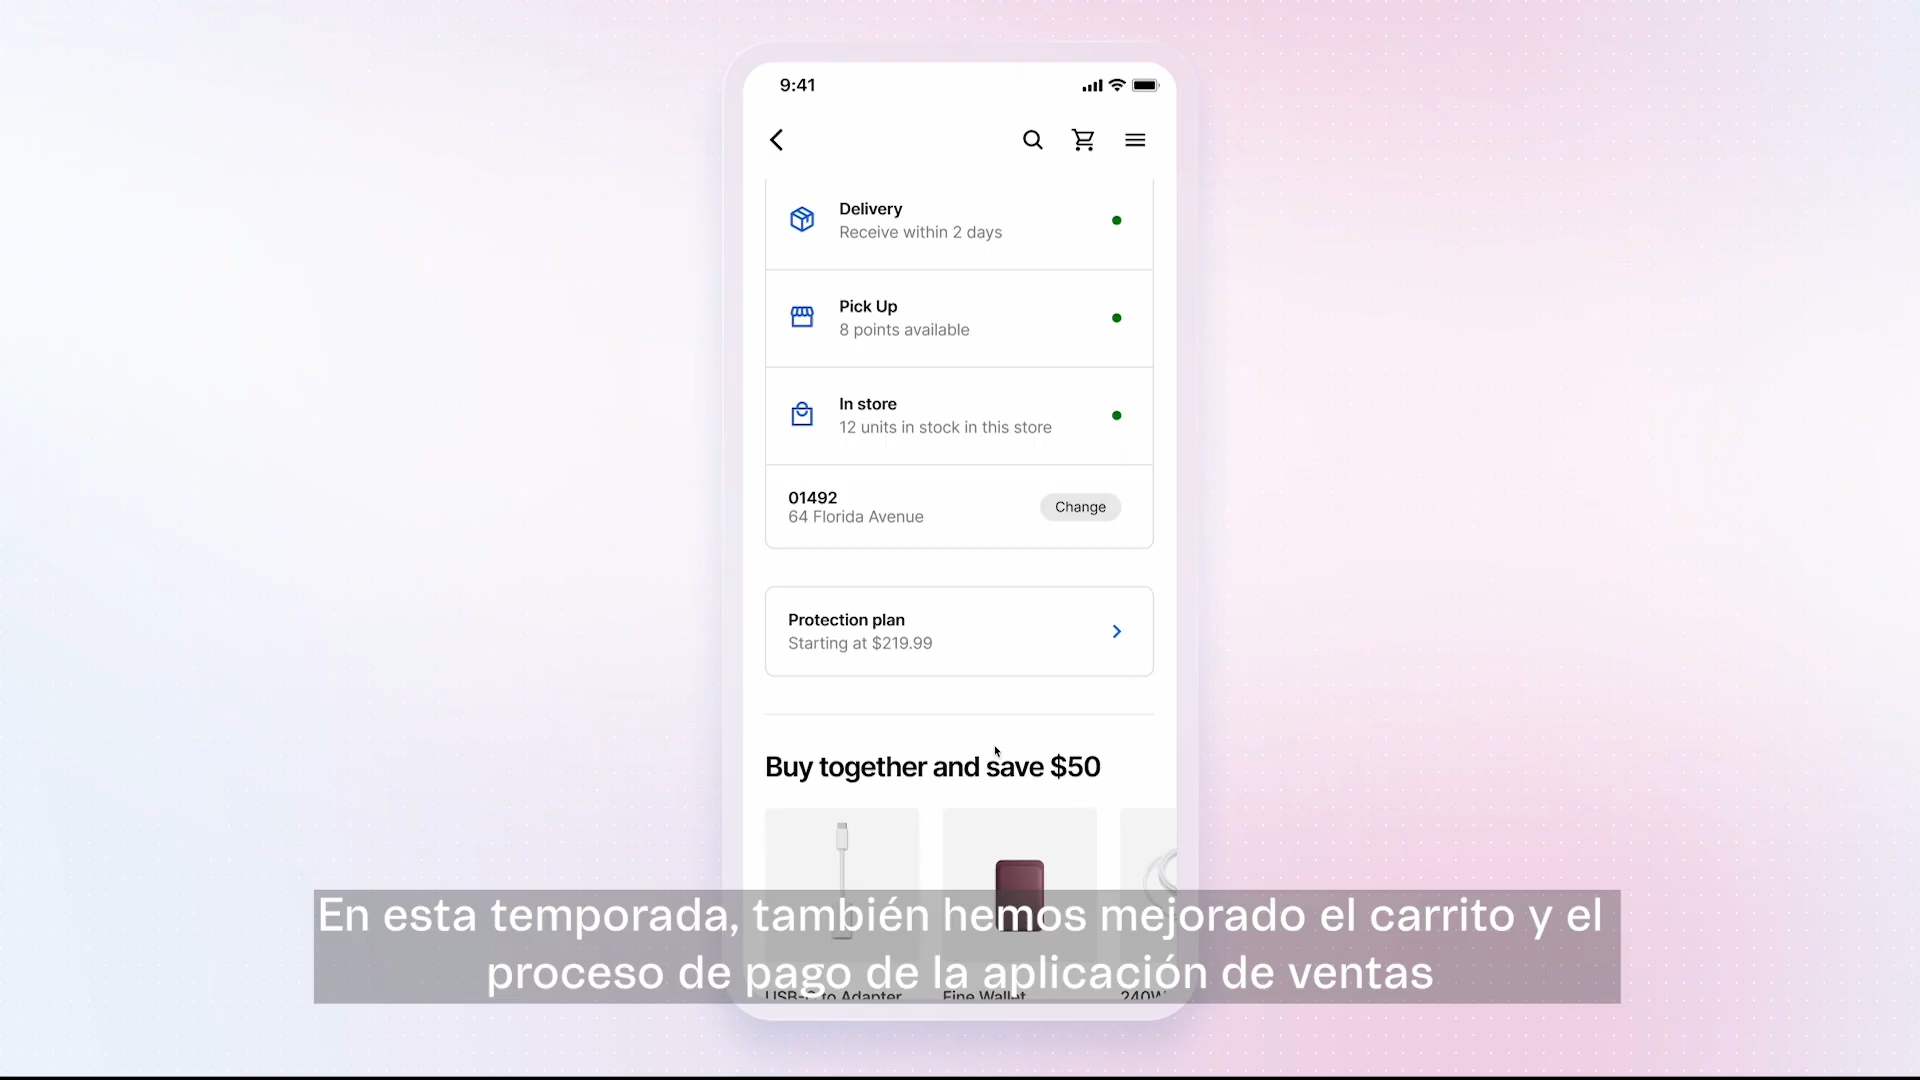 9:41
Delivery
Receive within 2 days
Pick Up
8 points available
In store
12 units in stock in this store
01492
64 Florida Avenue
Change
Protection plan
Starting at $219.99
Buy together and save $50
En esta temporada, también hemos mejorado el carrito y el
proceso de pago de la aplicación de ventas
USB-C to Adapter
Fine Wallet
240W